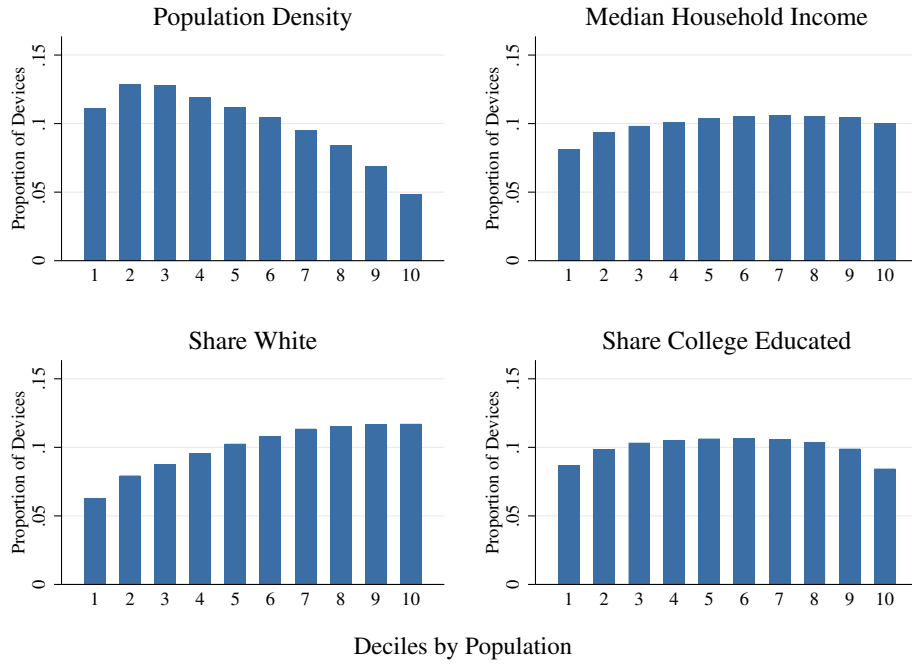 Population Density
Proportion of Devices
0 .05 .1 .15
1 2 3 4 5 6 7 8 9 10
Median Household Income
Proportion of Devices
0 .05 .1 .15
1 2 3 4 5 6 7 8 9 10
Share White
Proportion of Devices
0 .05 .1 .15
1 2 3 4 5 6 7 8 9 10
Share College Educated
Proportion of Devices
0 .05 .1 .15
1 2 3 4 5 6 7 8 9 10
Deciles by Population